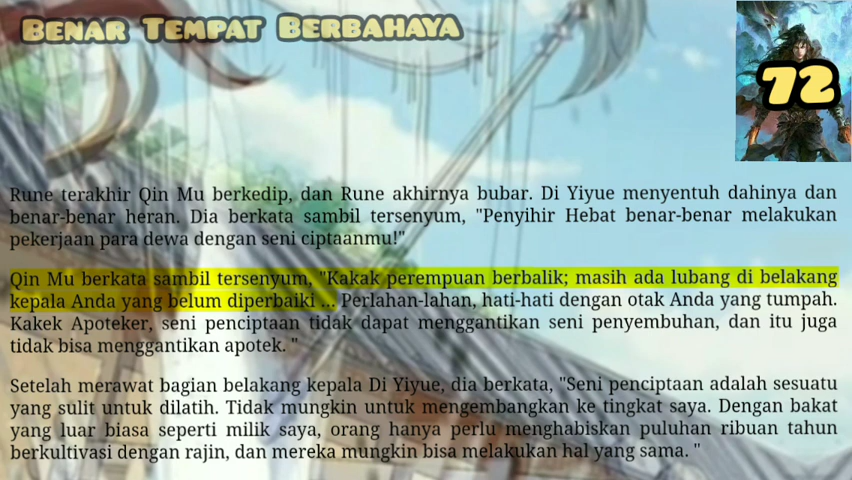 Benar Tempat Berbahaya
72
Rune terakhir Qin Mu berkedip, dan Rune akhirnya bubar. Di Yiyue menyentuh dahinya dan
benar-benar heran. Dia berkata sambil tersenyum, "Penyihir Hebat benar-benar melakukan
pekerjaan para dewa dengan seni ciptaanmu!"
Qin Mu berkata sambil tersenyum, "Kakak perempuan berbalik; masih ada lubang di belakang
kepala Anda yang belum diperbaiki ... Perlahan-lahan, hati-hati dengan otak Anda yang tumpah.
Kakek Apoteker, seni penciptaan tidak dapat menggantikan seni penyembuhan, dan itu juga
tidak bisa menggantikan apotek. "
Setelah merawat bagian belakang kepala Di Yiyue, dia berkata, "Seni penciptaan adalah sesuatu
yang sulit untuk dilatih. Tidak mungkin untuk mengembangkan ke tingkat saya. Dengan bakat
yang luar biasa seperti milik saya, orang hanya perlu menghabiskan puluhan ribuan tahun
berkultivasi dengan rajin, dan mereka mungkin bisa melakukan hal yang sama. "